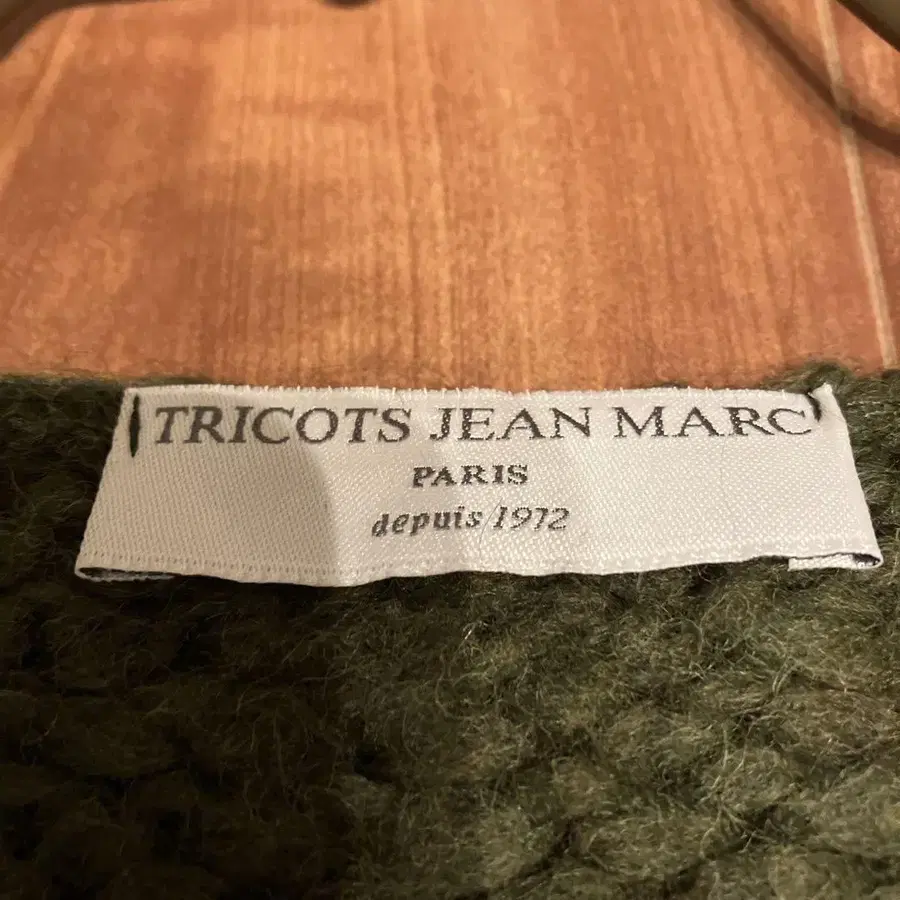 TRICOTS JEAN MARC
PARIS
depuis 1972